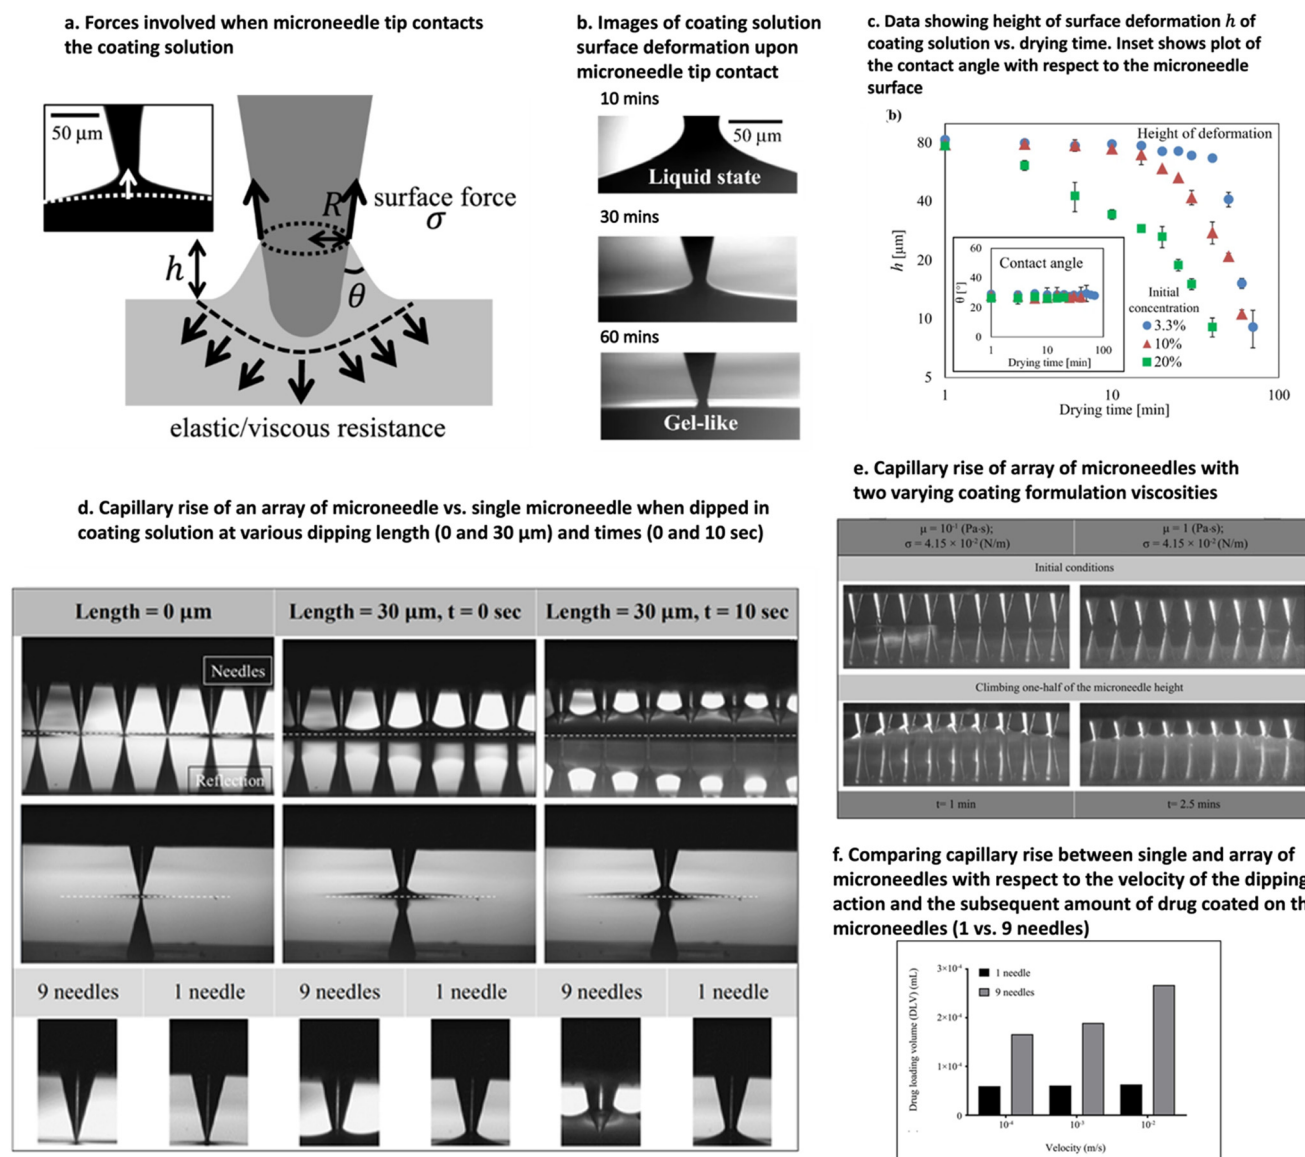 a. Forces involved when microneedle tip contacts
the coating solution
50 µm
R
surface force
σ
h
θ
elastic/viscous resistance
b. Images of coating solution
surface deformation upon
microneedle tip contact
10 mins
50 µm
Liquid state
30 mins
60 mins
Gel-like
c. Data showing height of surface deformation h of
coating solution vs. drying time. Inset shows plot of
the contact angle with respect to the microneedle
surface
b)
80
40
20
10
5
h [µm]
1
10
100
Drying time [min]
Height of deformation
Initial
concentration
3.3%
10%
20%
Contact angle
60
40
20
0
θ [°]
1
10
100
Drying time [min]
d. Capillary rise of an array of microneedle vs. single microneedle when dipped in
coating solution at various dipping length (0 and 30 µm) and times (0 and 10 sec)
Length = 0 µm
Length = 30 µm, t = 0 sec
Length = 30 µm, t = 10 sec
Needles
Reflection
9 needles
1 needle
9 needles
1 needle
9 needles
1 needle
e. Capillary rise of array of microneedles with
two varying coating formulation viscosities
µ = 10⁻¹ (Pa·s);
σ = 4.15 × 10⁻² (N/m)
µ = 1 (Pa·s);
σ = 4.15 × 10⁻² (N/m)
Initial conditions
Climbing one-half of the microneedle height
t= 1 min
t= 2.5 mins
f. Comparing capillary rise between single and array of
microneedles with respect to the velocity of the dipping
action and the subsequent amount of drug coated on th
microneedles (1 vs. 9 needles)
Drug loading volume (DLV) (mL)
3×10⁻⁴
2×10⁻⁴
1×10⁻⁴
0
1 needle
9 needles
10⁻⁴
10⁻³
10⁻²
Velocity (m/s)